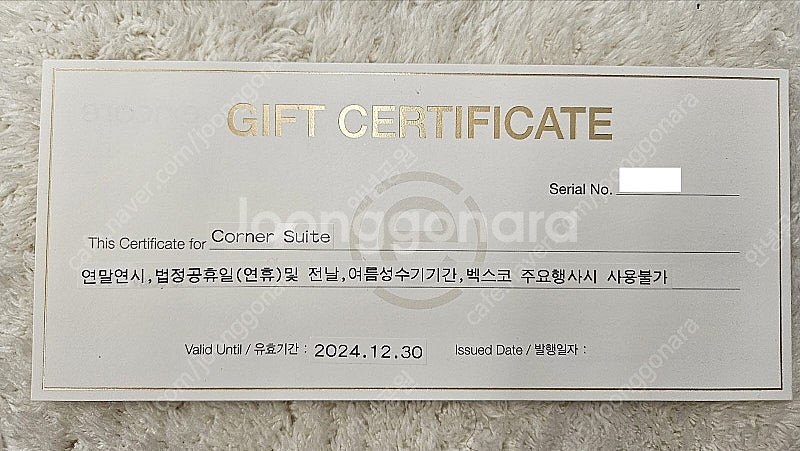 GIFT CERTIFICATE
Serial No.
joonggonara
This Certificate for Corner Suite
연말연시,법정공휴일(연휴)및 전날,여름성수기기간,벡스코 주요행사시 사용불가
Valid Until / 유효기간 : 2024.12.30 Issued Date / 발행일자 :